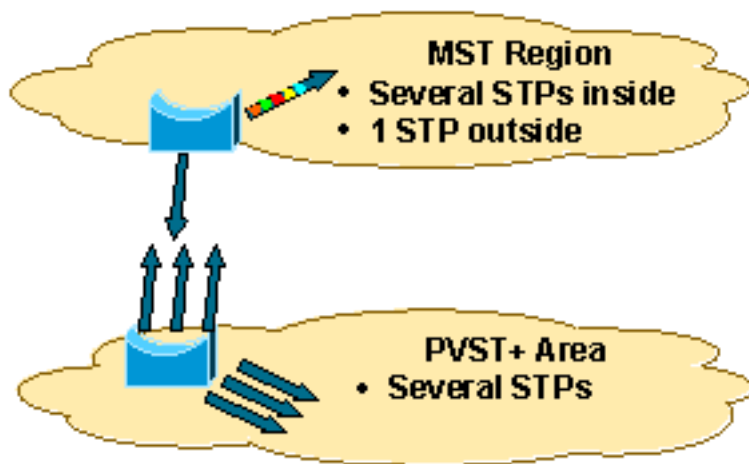 MST Region
• Several STPs inside
• 1 STP outside
PVST+ Area
• Several STPs